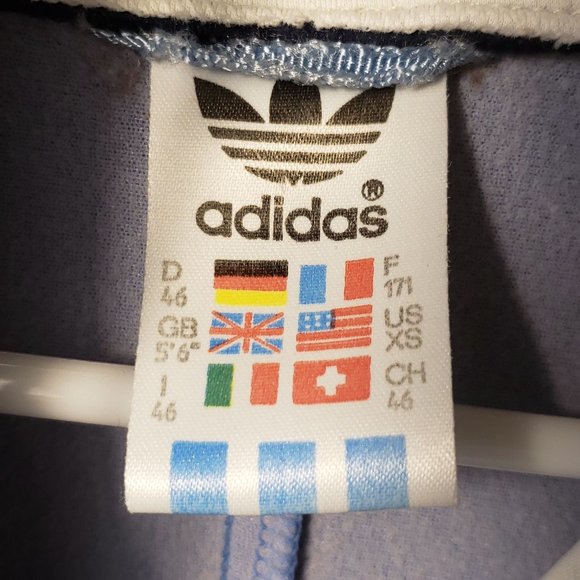 adidas®
D F
46 171
GB US
5'6" XS
I CH
46 46